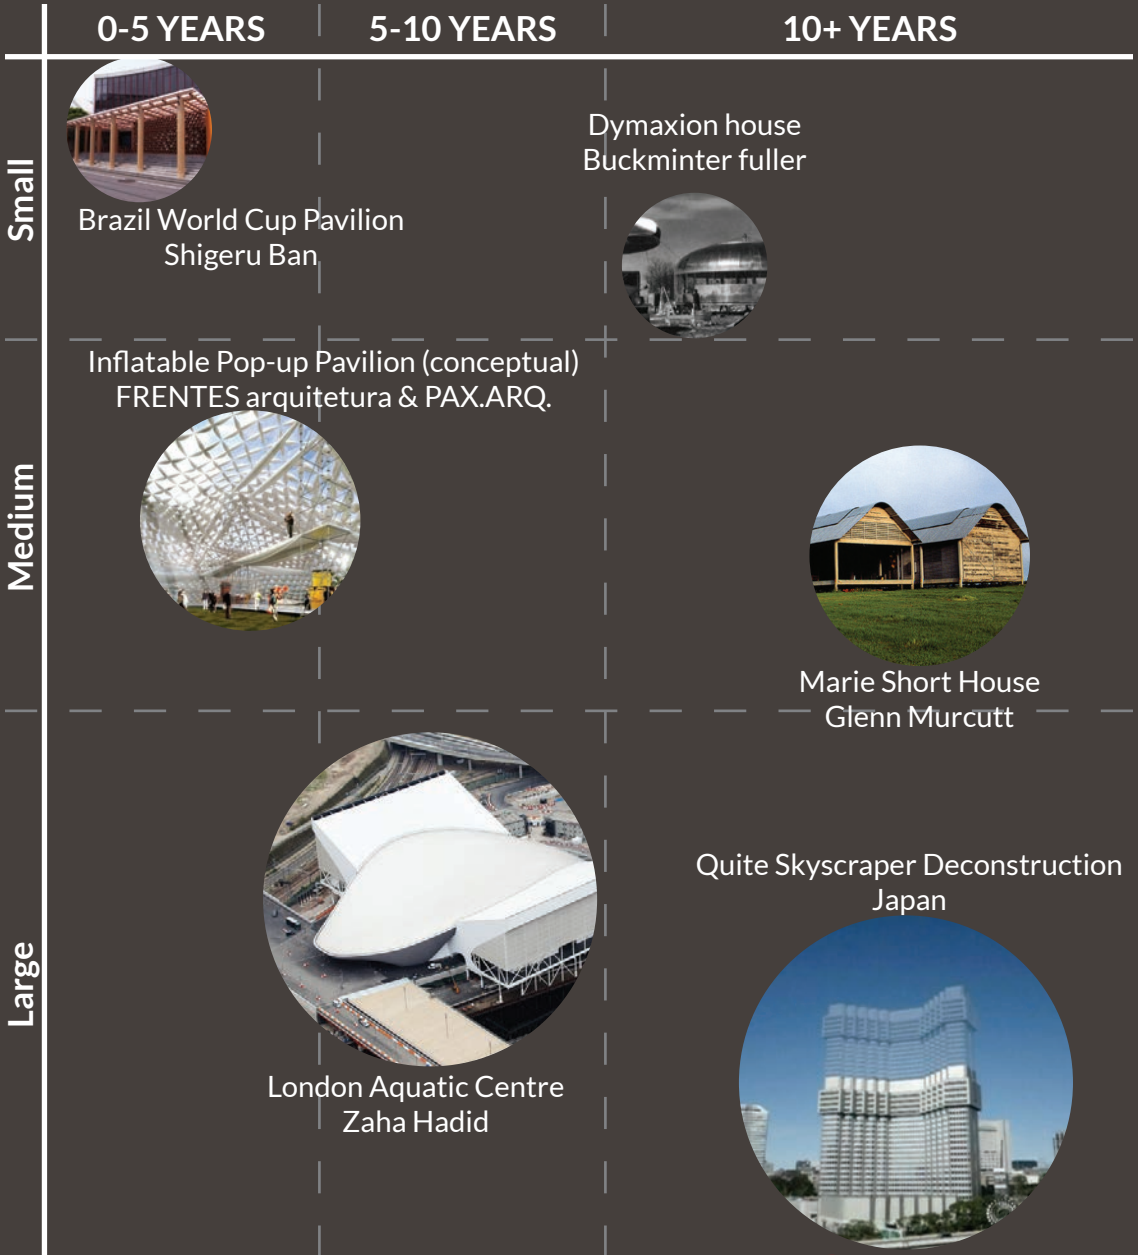 0-5 YEARS
5-10 YEARS
10+ YEARS
Small
Brazil World Cup Pavilion
Shigeru Ban
Dymaxion house
Buckminter fuller
Medium
Inflatable Pop-up Pavilion (conceptual)
FRENTES arquitetura & PAX.ARQ.
Marie Short House
Glenn Murcutt
Large
London Aquatic Centre
Zaha Hadid
Quite Skyscraper Deconstruction
Japan